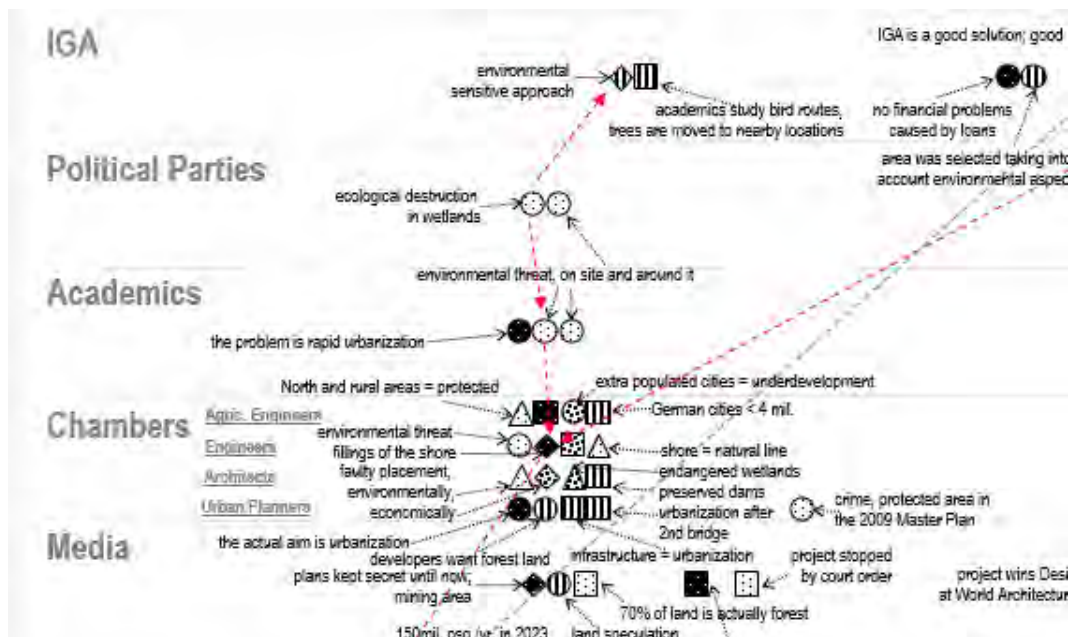 IGA
IGA is a good solution; good
environmental
sensitive approach
academics study bird routes,
trees are moved to nearby locations
no financial problems
caused by loans
area was selected taking into
account environmental aspec
Political Parties
ecological destruction
in wetlands
environmental threat, on site and around it
Academics
the problem is rapid urbanization
North and rural areas = protected
extra populated cities = underdevelopment
Chambers
Agric. Engineers
German cities < 4 mil.
environmental threat
Engineers
fillings of the shore
shore = natural line
faulty placement,
endangered wetlands
Architects
environmentally,
preserved dams
economically
Urban Planners
urbanization after
2nd bridge
crime, protected area in
the 2009 Master Plan
Media
the actual aim is urbanization
developers want forest land
infrastructure = urbanization
project stopped
by court order
plans kept secret until now,
mining area
project wins Desi
at World Architectur
70% of land is actually forest
150mil. psg./yr. in 2023
land speculation